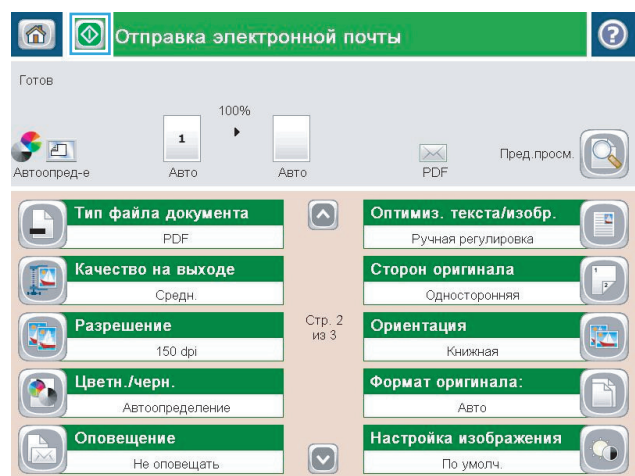 Отправка электронной почты
?
Готов
100%
1
Автоопред-е
Авто
Авто
PDF
Пред.просм.
Тип файла документа
PDF
Качество на выходе
Средн.
Разрешение
150 dpi
Цветн./черн.
Автоопределение
Оповещение
Не оповещать
Стр. 2
из 3
Оптимиз. текста/изобр.
Ручная регулировка
Сторон оригинала
Односторонняя
1
2
Ориентация
Книжная
Формат оригинала:
Авто
Настройка изображения
По умолч.